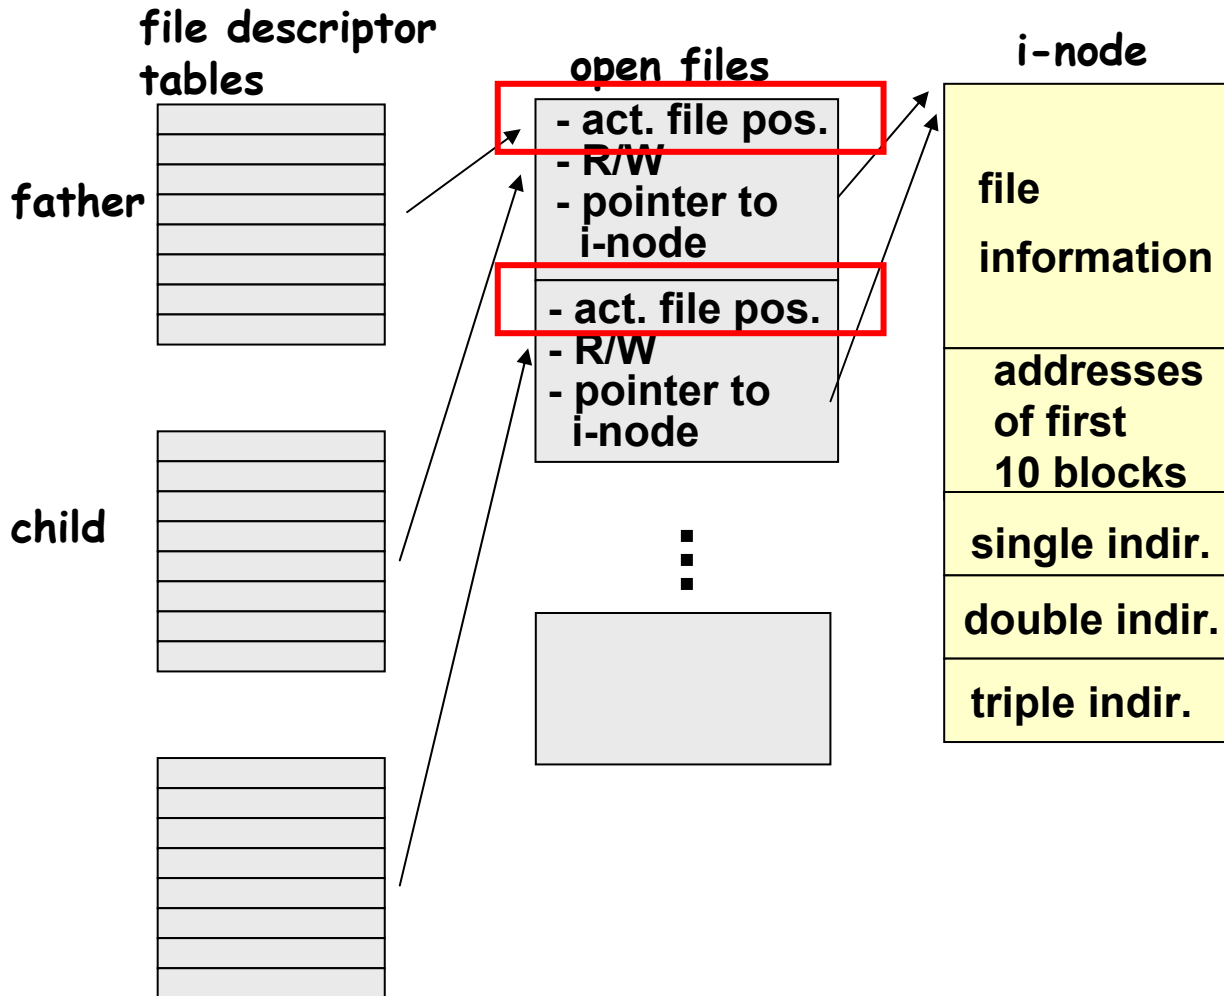 file descriptor
tables
open files
i-node
father
child
- act. file pos.
- R/W
- pointer to
i-node
- act. file pos.
- R/W
- pointer to
i-node
file
information
addresses
of first
10 blocks
single indir.
double indir.
triple indir.